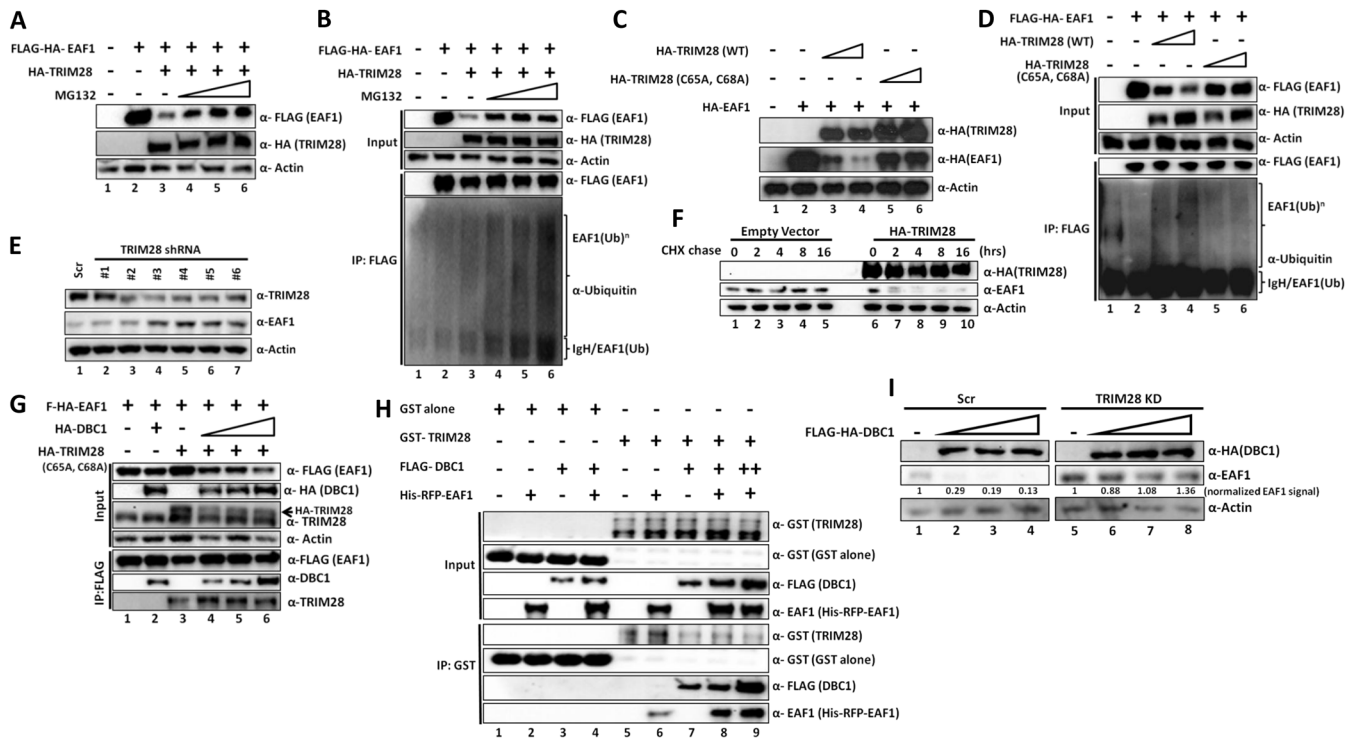 A
FLAG-HA- EAF1 - + + + + +
HA-TRIM28 - - + + + +
MG132 - - -
α- FLAG (EAF1)
α- HA (TRIM28)
α- Actin
1 2 3 4 5 6
B
FLAG-HA- EAF1 - + + + + +
HA-TRIM28 - - + + + +
MG132 - - -
Input
α- FLAG (EAF1)
α- HA (TRIM28)
α- Actin
IP: FLAG
α- FLAG (EAF1)
EAF1(Ub)ⁿ
α-Ubiquitin
IgH/EAF1(Ub)
1 2 3 4 5 6
C
HA-TRIM28 (WT) - - - -
HA-TRIM28 (C65A, C68A) - - - -
HA-EAF1 - + + + + +
α-HA(TRIM28)
α-HA(EAF1)
α-Actin
1 2 3 4 5 6
D
FLAG-HA- EAF1 - + + + + +
HA-TRIM28 (WT) - - - -
HA-TRIM28 (C65A, C68A) - - - -
Input
α- FLAG (EAF1)
α- HA (TRIM28)
α-Actin
IP: FLAG
α-FLAG (EAF1)
EAF1(Ub)ⁿ
α-Ubiquitin
IgH/EAF1(Ub)
1 2 3 4 5 6
E
TRIM28 shRNA
Scr #1 #2 #3 #4 #5 #6
α-TRIM28
α-EAF1
α-Actin
1 2 3 4 5 6 7
F
Empty Vector HA-TRIM28
CHX chase 0 2 4 8 16 0 2 4 8 16 (hrs)
α-HA(TRIM28)
α-EAF1
α-Actin
1 2 3 4 5 6 7 8 9 10
G
F-HA-EAF1 + + + + + +
HA-DBC1 - + -
HA-TRIM28 - - + + + +
(C65A, C68A)
Input
α- FLAG (EAF1)
α- HA (DBC1)
HA-TRIM28
α- TRIM28
α- Actin
IP:FLAG
α-FLAG (EAF1)
α-DBC1
α-TRIM28
1 2 3 4 5 6
H
GST alone + + + + - - - - -
GST- TRIM28 - - - - + + + + +
FLAG- DBC1 - - + + - - + + ++
His-RFP-EAF1 - + - + - + - + +
Input
α- GST (TRIM28)
α- GST (GST alone)
α- FLAG (DBC1)
α- EAF1 (His-RFP-EAF1)
IP: GST
α- GST (TRIM28)
α- GST (GST alone)
α- FLAG (DBC1)
α- EAF1 (His-RFP-EAF1)
1 2 3 4 5 6 7 8 9
I
Scr TRIM28 KD
FLAG-HA-DBC1 - -
α-HA(DBC1)
α-EAF1
1 0.29 0.19 0.13 1 0.88 1.08 1.36 (normalized EAF1 signal)
α-Actin
1 2 3 4 5 6 7 8